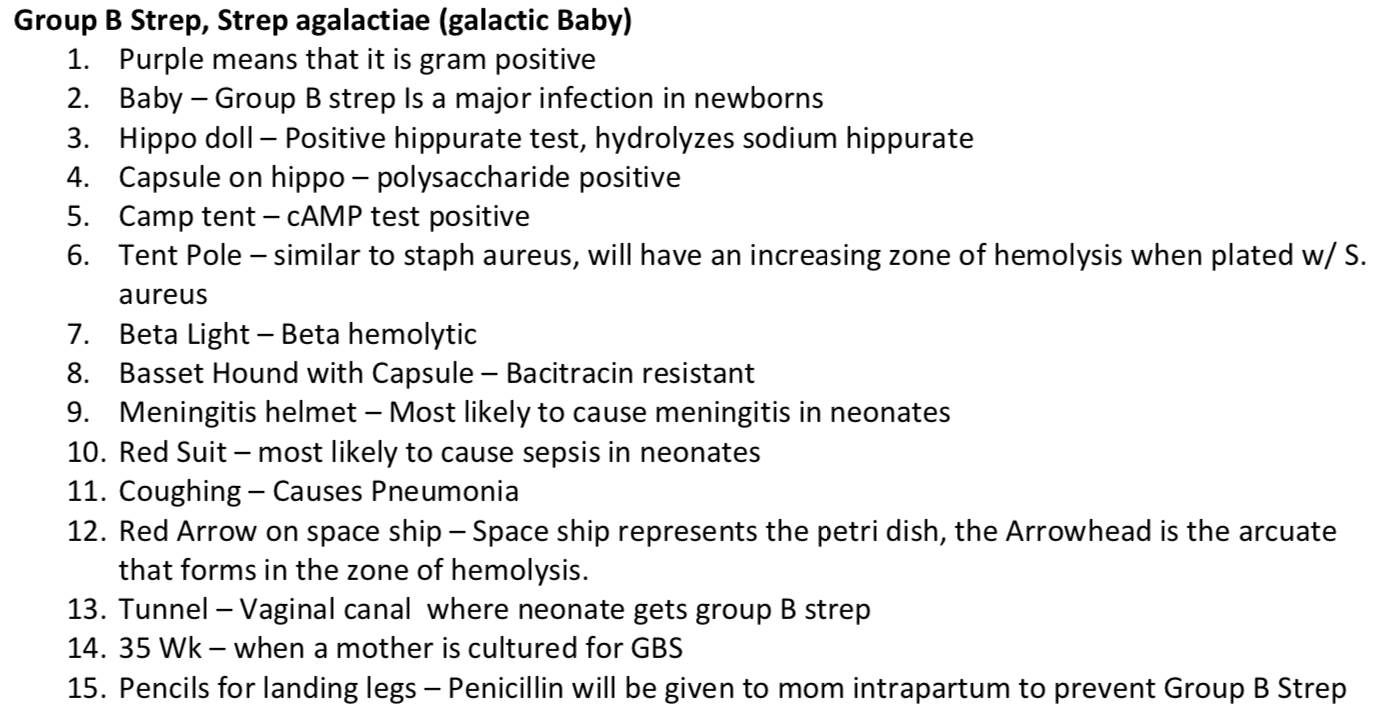 Group B Strep, Strep agalactiae (galactic Baby)
1. Purple means that it is gram positive
2. Baby – Group B strep Is a major infection in newborns
3. Hippo doll – Positive hippurate test, hydrolyzes sodium hippurate
4. Capsule on hippo – polysaccharide positive
5. Camp tent – cAMP test positive
6. Tent Pole – similar to staph aureus, will have an increasing zone of hemolysis when plated w/ S.
aureus
7. Beta Light – Beta hemolytic
8. Basset Hound with Capsule – Bacitracin resistant
9. Meningitis helmet – Most likely to cause meningitis in neonates
10. Red Suit – most likely to cause sepsis in neonates
11. Coughing – Causes Pneumonia
12. Red Arrow on space ship – Space ship represents the petri dish, the Arrowhead is the arcuate
that forms in the zone of hemolysis.
13. Tunnel – Vaginal canal  where neonate gets group B strep
14. 35 Wk – when a mother is cultured for GBS
15. Pencils for landing legs – Penicillin will be given to mom intrapartum to prevent Group B Strep